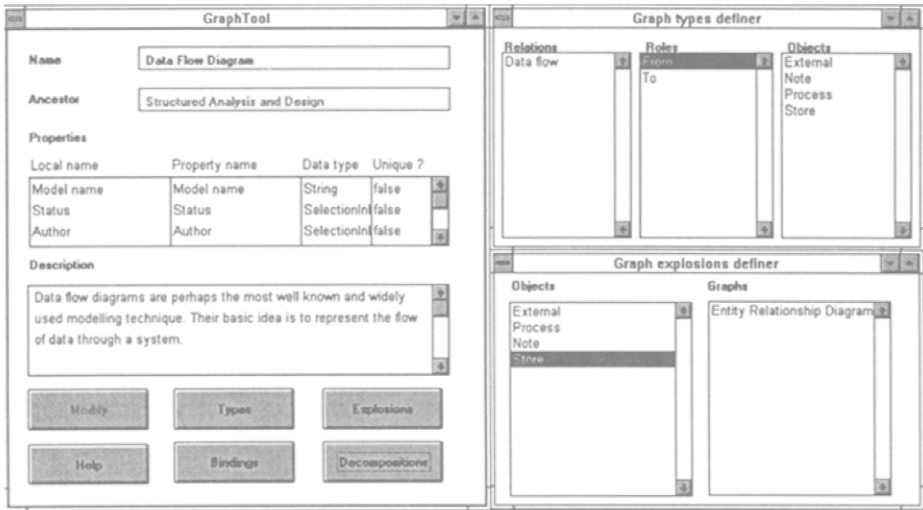 GraphTool
Name
Data Flow Diagram
Ancestor
Structured Analysis and Design
Properties
Local name Property name Data type Unique ?
Model name Model name String false
Status Status SelectionInl false
Author Author SelectionInl false
Description
Data flow diagrams are perhaps the most well known and widely
used modelling technique. Their basic idea is to represent the flow
of data through a system.
Modify Types Explosions
Help Bindings Decompositions
Graph types definer
Relations Roles Objects
Data flow From External
To Note
Process
Store
Graph explosions definer
Objects Graphs
External Entity Relationship Diagram
Process
Note
Store